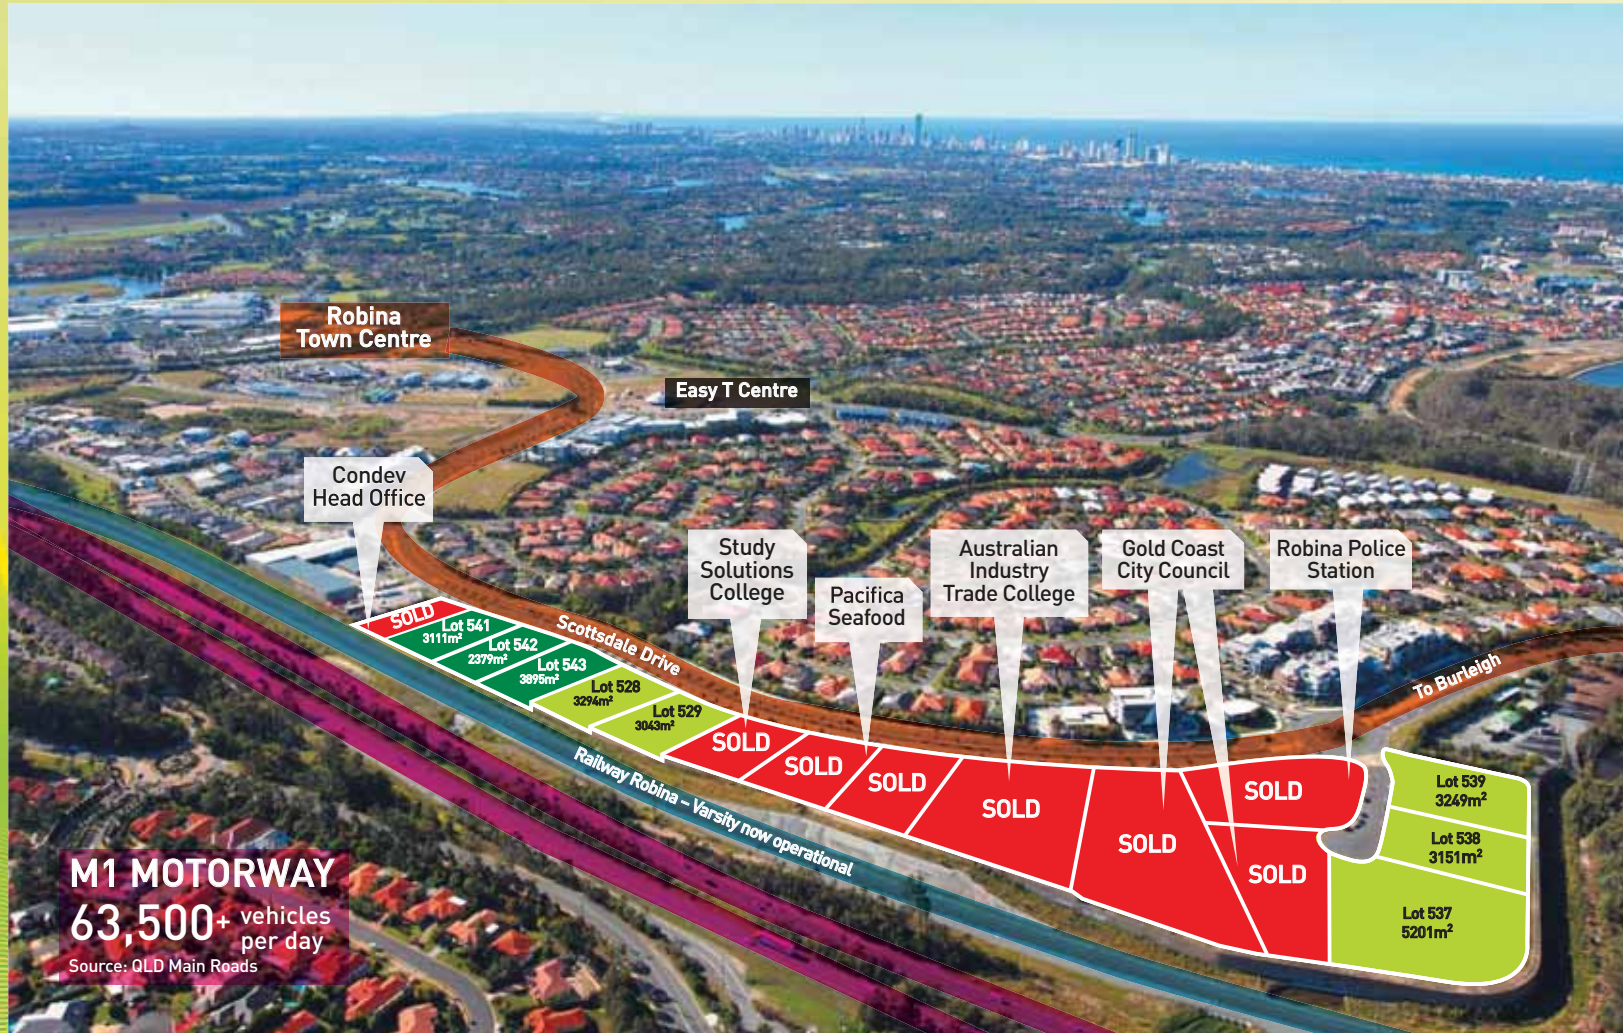 Robina
Town Centre
Easy T Centre
Condev
Head Office
Study
Solutions
College
Pacifica
Seafood
Australian
Industry
Trade College
Gold Coast
City Council
Robina Police
Station
SOLD
Lot 541
3111m²
Lot 542
2379m²
Lot 543
3895m²
Lot 528
3294m²
Lot 529
3043m²
Scottsdale Drive
To Burleigh
SOLD
SOLD
SOLD
SOLD
SOLD
SOLD
SOLD
Lot 539
3249m²
Lot 538
3151m²
Lot 537
5201m²
Railway Robina – Varsity now operational
M1 MOTORWAY
63,500+ vehicles
per day
Source: QLD Main Roads